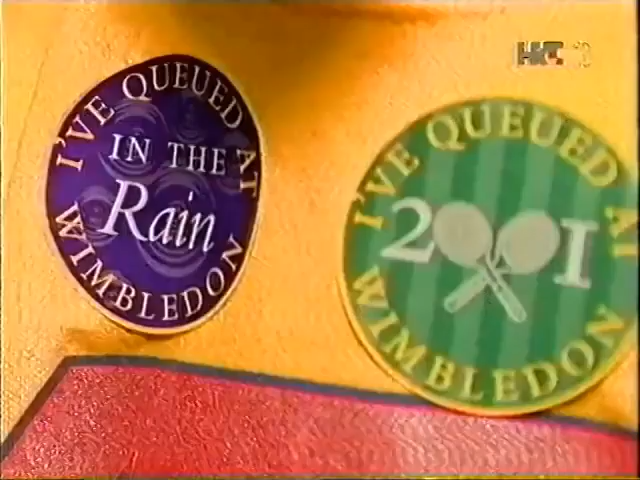 HRT
I'VE QUEUED AT
IN THE
Rain
WIMBLEDON
I'VE QUEUED AT
2001
WIMBLEDON